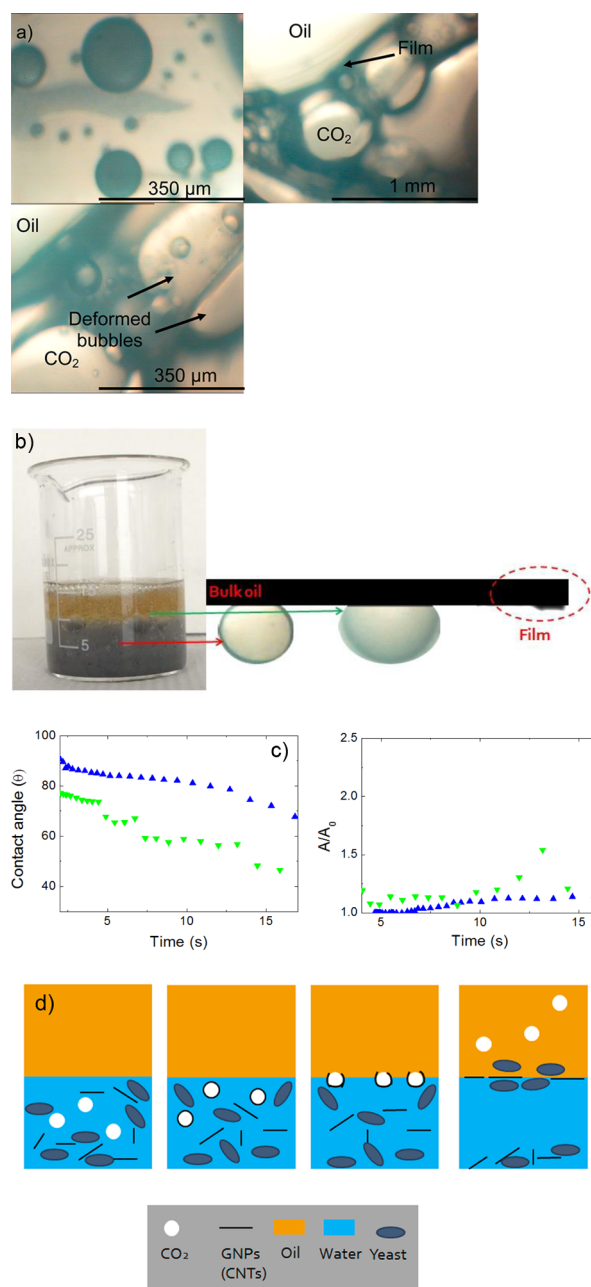 a)
350 µm
Oil
Film
CO₂
1 mm
Oil
Deformed
bubbles
CO₂
350 µm
b)
25
APPROX
5
Bulk oil
Film
c)
Contact angle (θ)
100
80
60
40
5 10 15
Time (s)
A/A₀
2.5
2.0
1.5
1.0
5 10 15
Time (s)
d)
CO₂
GNPs
(CNTs)
Oil
Water
Yeast